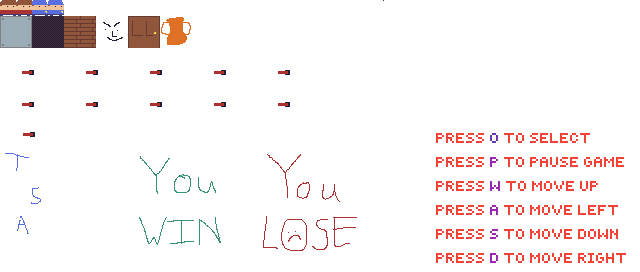 PRESS O TO SELECT
PRESS P TO PAUSE GAME
PRESS W TO MOVE UP
PRESS A TO MOVE LEFT
PRESS S TO MOVE DOWN
PRESS D TO MOVE RIGHT
T
S
A
You
WIN
You
LOSE